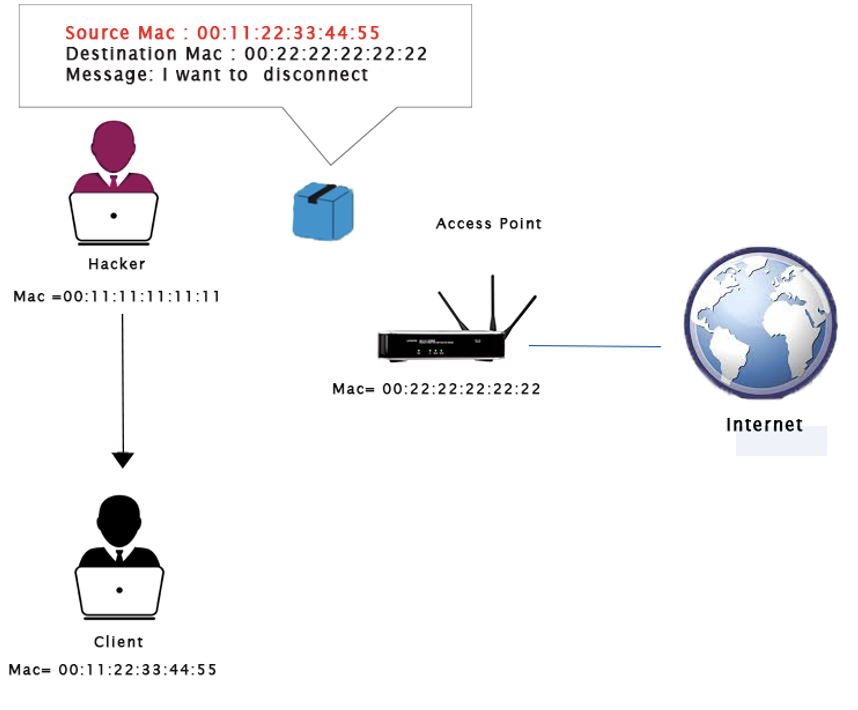 Source Mac : 00:11:22:33:44:55
Destination Mac : 00:22:22:22:22:22
Message: I want to disconnect
Hacker
Mac =00:11:11:11:11:11
Access Point
Mac= 00:22:22:22:22:22
Internet
Client
Mac= 00:11:22:33:44:55